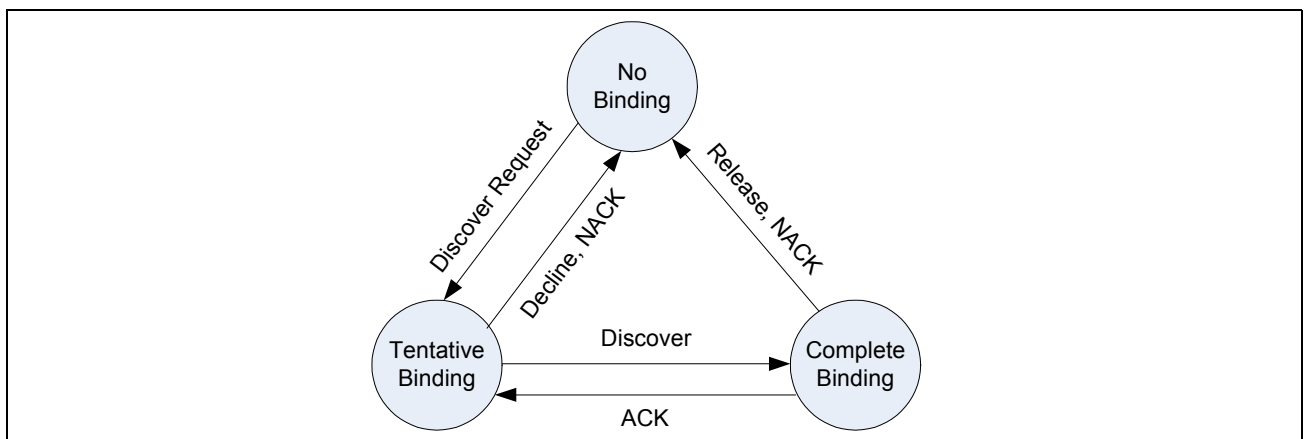 No
Binding
Discover Request
Decline, NACK
Release, NACK
Tentative
Binding
Discover
Complete
Binding
ACK